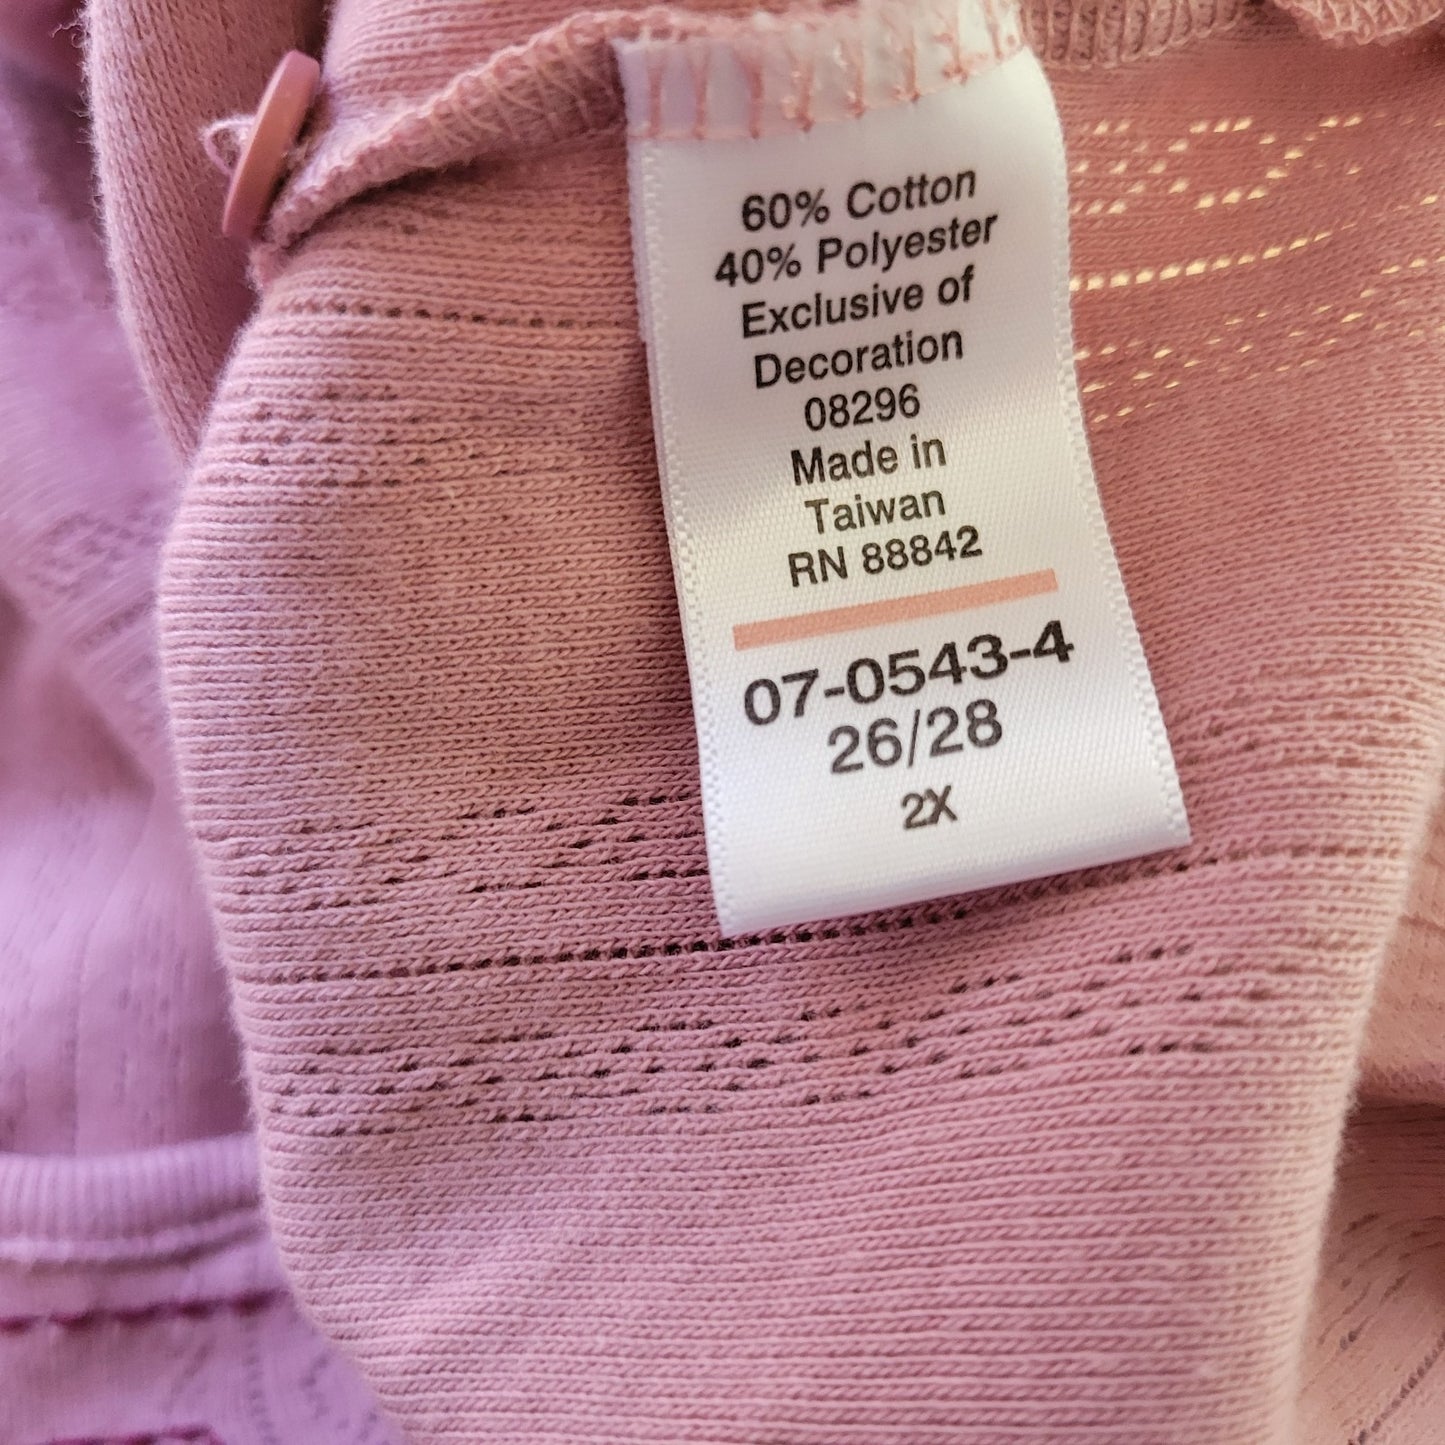 60% Cotton
40% Polyester
Exclusive of
Decoration
08296
Made in
Taiwan
RN 88842
07-0543-4
26/28
2X